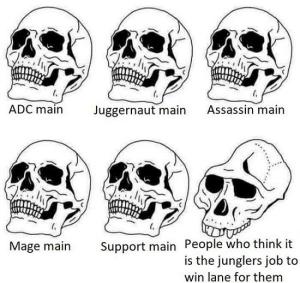 ADC main
Juggernaut main
Assassin main
Mage main
Support main
People who think it
is the junglers job to
win lane for them